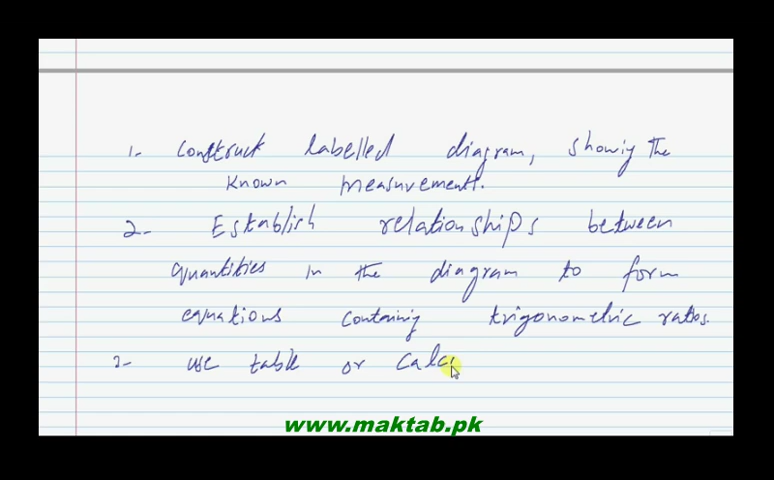 1- Construct labelled diagram, showing the
known measurements.
2- Establish relationships between
quantities in the diagram to form
equations containing trigonometric ratios.
3- use table or Calc
www.maktab.pk